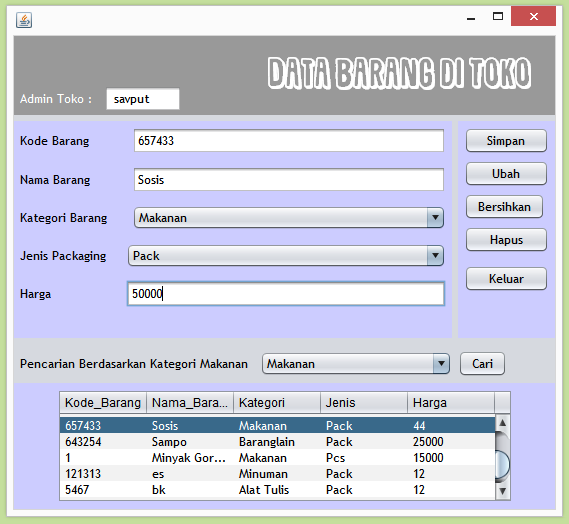 DATA BARANG DI TOKO
Admin Toko : savput
Kode Barang 657433 Simpan
Nama Barang Sosis Ubah
Bersihkan
Kategori Barang Makanan
Hapus
Jenis Packaging Pack
Keluar
Harga 50000
Pencarian Berdasarkan Kategori Makanan Makanan Cari
Kode_Barang Nama_Bara... Kategori Jenis Harga
657433 Sosis Makanan Pack 44
643254 Sampo Baranglain Pack 25000
1 Minyak Gor... Makanan Pcs 15000
121313 es Minuman Pack 12
5467 bk Alat Tulis Pack 12